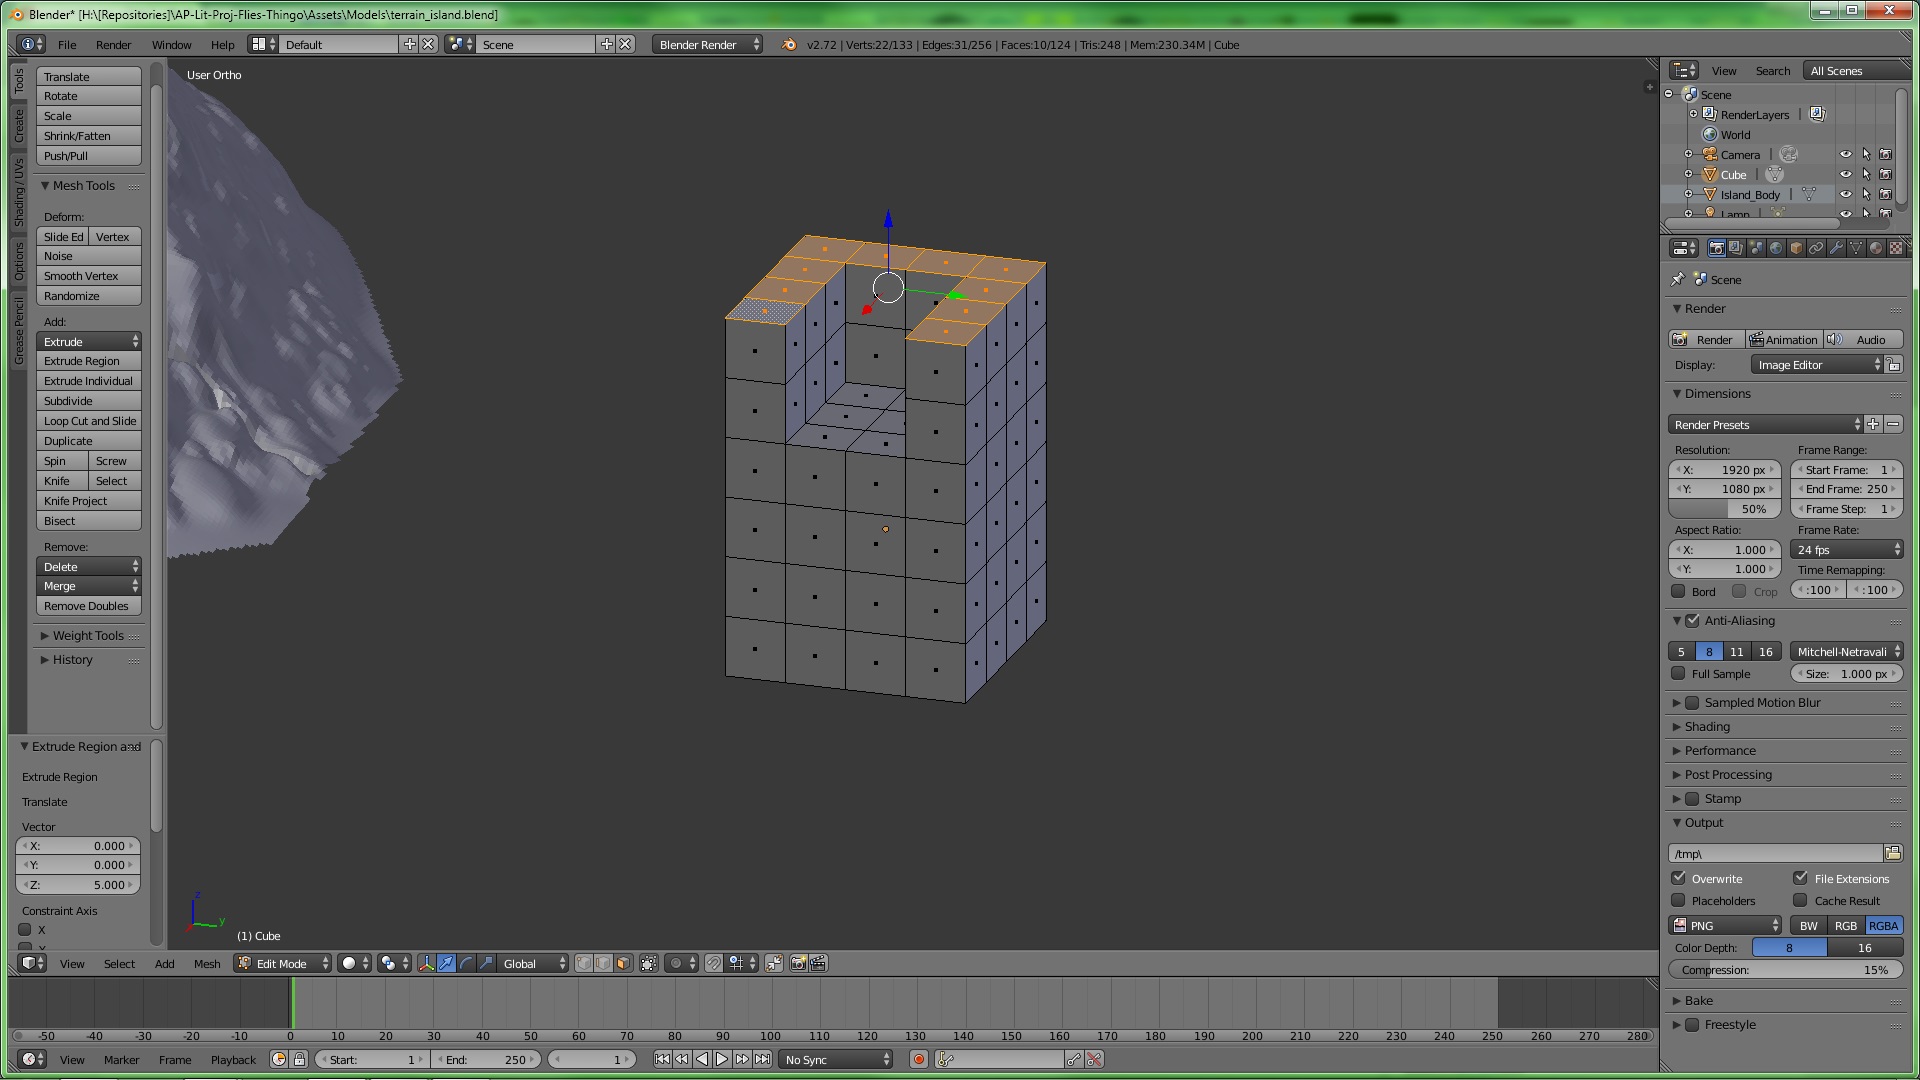 Blender* [H:\[Repositories]\AP-Lit-Proj-Flies-Thingo\Assets\Models\terrain_island.blend]
File Render Window Help Default Scene Blender Render v2.72 | Verts:22/133 | Edges:31/256 | Faces:10/124 | Tris:248 | Mem:230.34M | Cube
Tools
Create
Shading / UVs
Options
Grease Pencil
Translate
Rotate
Scale
Shrink/Fatten
Push/Pull
Mesh Tools
Deform:
Slide Ed Vertex
Noise
Smooth Vertex
Randomize
Add:
Extrude
Extrude Region
Extrude Individual
Subdivide
Loop Cut and Slide
Duplicate
Spin Screw
Knife Select
Knife Project
Bisect
Remove:
Delete
Merge
Remove Doubles
Weight Tools
History
Extrude Region and
Extrude Region
Translate
Vector
X: 0.000
Y: 0.000
Z: 5.000
Constraint Axis
X
User Ortho
z
y
(1) Cube
View Select Add Mesh Edit Mode Global
-50 -40 -30 -20 -10 0 10 20 30 40 50 60 70 80 90 100 110 120 130 140 150 160 170 180 190 200 210 220 230 240 250 260 270 280
View Marker Frame Playback Start: 1 End: 250 1 No Sync
View Search All Scenes
Scene
RenderLayers |
World
Camera |
Cube |
Island_Body |
Lamp
Scene
Render
Render Animation Audio
Display: Image Editor
Dimensions
Render Presets
Resolution: Frame Range:
X: 1920 px Start Frame: 1
Y: 1080 px End Frame: 250
50% Frame Step: 1
Aspect Ratio: Frame Rate:
X: 1.000 24 fps
Y: 1.000 Time Remapping:
Bord Crop :100 :100
Anti-Aliasing
5 8 11 16 Mitchell-Netravali
Full Sample Size: 1.000 px
Sampled Motion Blur
Shading
Performance
Post Processing
Stamp
Output
/tmp\
Overwrite File Extensions
Placeholders Cache Result
PNG BW RGB RGBA
Color Depth: 8 16
Compression: 15%
Bake
Freestyle